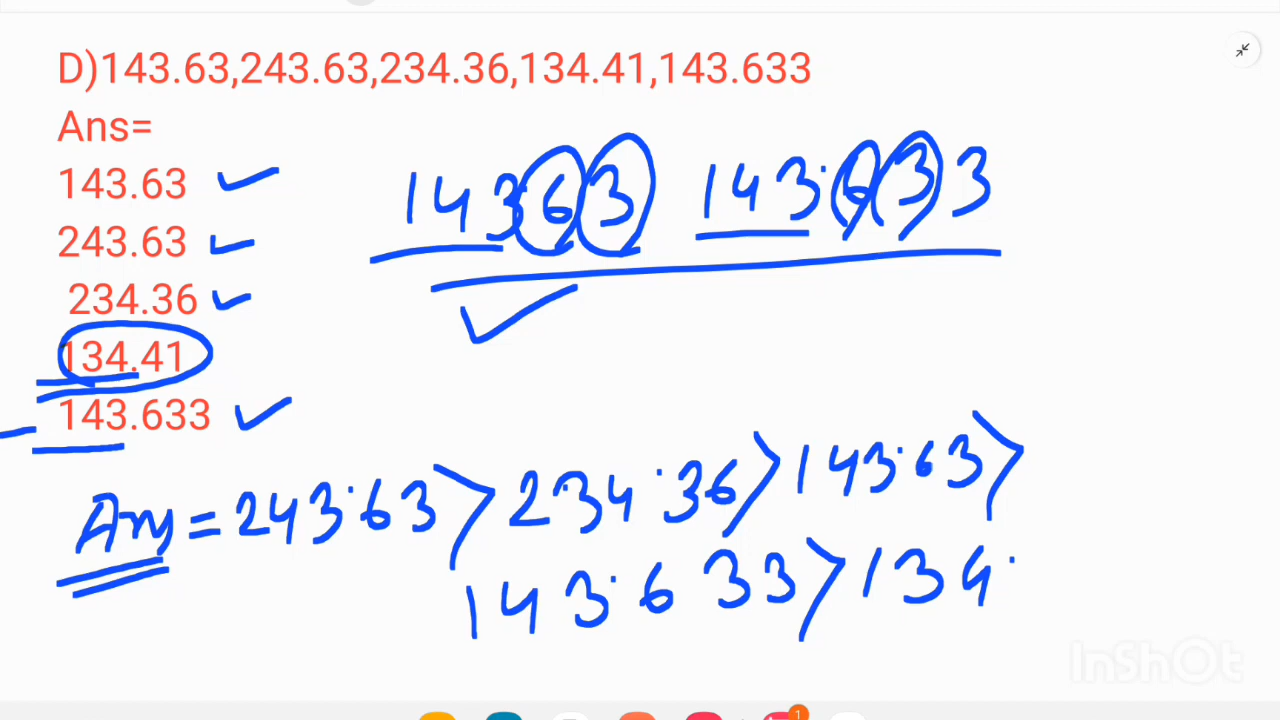 D)143.63,243.63,234.36,134.41,143.633
Ans=
143.63
243.63
234.36
134.41
143.633
143 63 143.633
Ans = 243.63 > 234.36 > 143.63 >
143.633 > 134.
InShOt
1